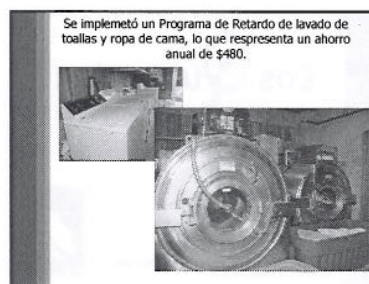 Se implemetó un Programa de Retardo de lavado de
toallas y ropa de cama, lo que respresenta un ahorro
anual de $480.